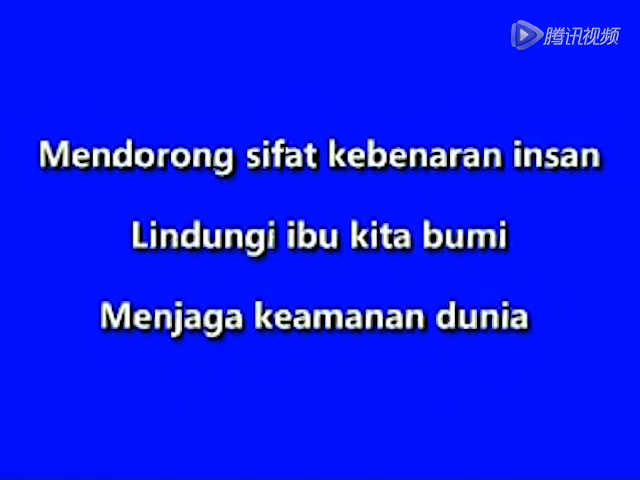 腾讯视频
Mendorong sifat kebenaran insan
Lindungi ibu kita bumi
Menjaga keamanan dunia